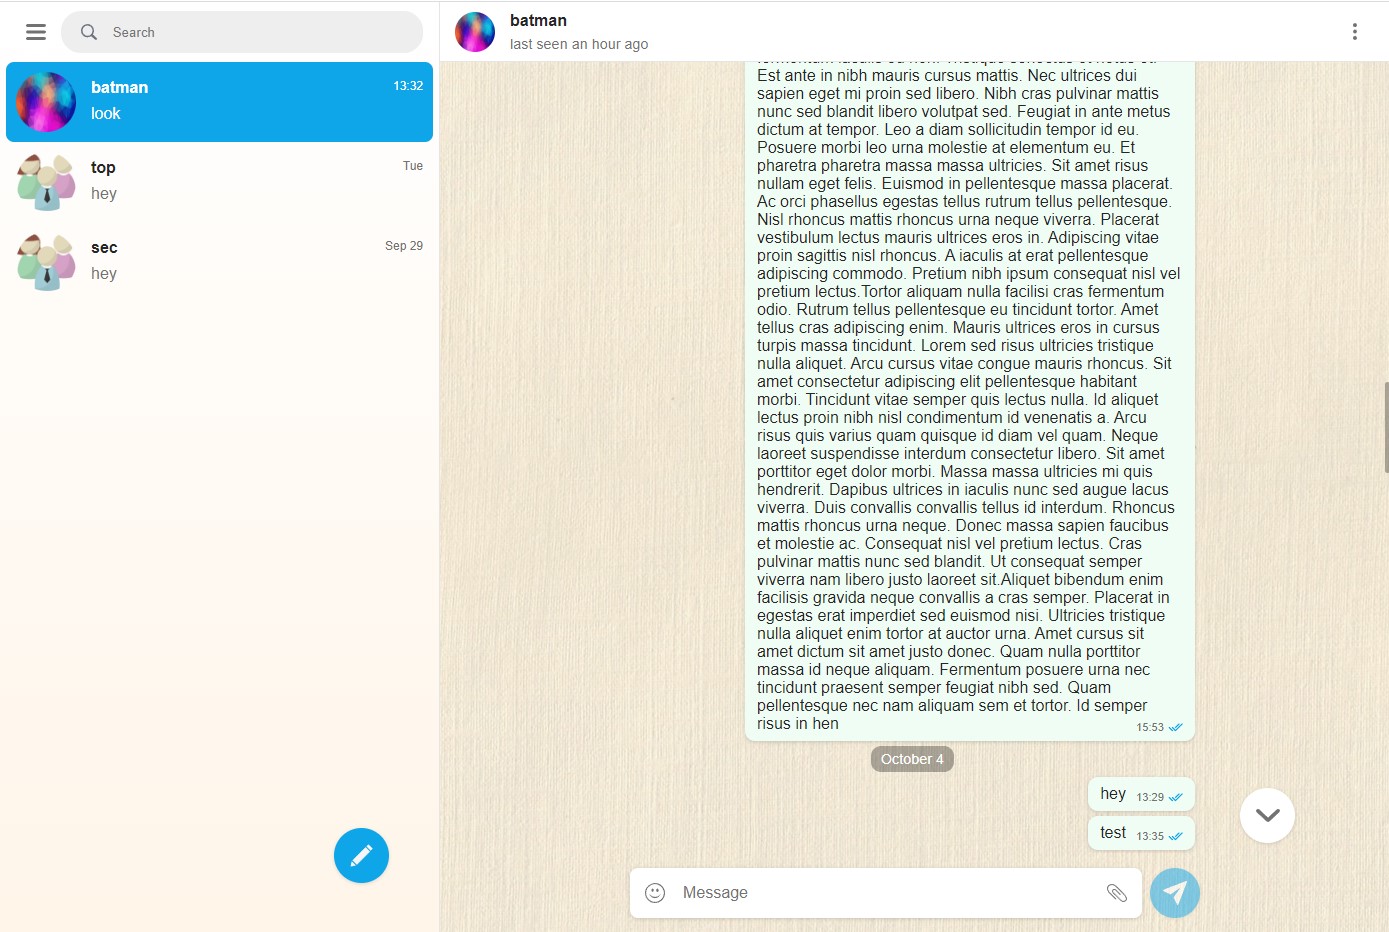 Search
batman 13:32
look
top Tue
hey
sec Sep 29
hey
batman
last seen an hour ago
Est ante in nibh mauris cursus mattis. Nec ultrices dui
sapien eget mi proin sed libero. Nibh cras pulvinar mattis
nunc sed blandit libero volutpat sed. Feugiat in ante metus
dictum at tempor. Leo a diam sollicitudin tempor id eu.
Posuere morbi leo urna molestie at elementum eu. Et
pharetra pharetra massa massa ultricies. Sit amet risus
nullam eget felis. Euismod in pellentesque massa placerat.
Ac orci phasellus egestas tellus rutrum tellus pellentesque.
Nisl rhoncus mattis rhoncus urna neque viverra. Placerat
vestibulum lectus mauris ultrices eros in. Adipiscing vitae
proin sagittis nisl rhoncus. A iaculis at erat pellentesque
adipiscing commodo. Pretium nibh ipsum consequat nisl vel
pretium lectus.Tortor aliquam nulla facilisi cras fermentum
odio. Rutrum tellus pellentesque eu tincidunt tortor. Amet
tellus cras adipiscing enim. Mauris ultrices eros in cursus
turpis massa tincidunt. Lorem sed risus ultricies tristique
nulla aliquet. Arcu cursus vitae congue mauris rhoncus. Sit
amet consectetur adipiscing elit pellentesque habitant
morbi. Tincidunt vitae semper quis lectus nulla. Id aliquet
lectus proin nibh nisl condimentum id venenatis a. Arcu
risus quis varius quam quisque id diam vel quam. Neque
laoreet suspendisse interdum consectetur libero. Sit amet
porttitor eget dolor morbi. Massa massa ultricies mi quis
hendrerit. Dapibus ultrices in iaculis nunc sed augue lacus
viverra. Duis convallis convallis tellus id interdum. Rhoncus
mattis rhoncus urna neque. Donec massa sapien faucibus
et molestie ac. Consequat nisl vel pretium lectus. Cras
pulvinar mattis nunc sed blandit. Ut consequat semper
viverra nam libero justo laoreet sit.Aliquet bibendum enim
facilisis gravida neque convallis a cras semper. Placerat in
egestas erat imperdiet sed euismod nisi. Ultricies tristique
nulla aliquet enim tortor at auctor urna. Amet cursus sit
amet dictum sit amet justo donec. Quam nulla porttitor
massa id neque aliquam. Fermentum posuere urna nec
tincidunt praesent semper feugiat nibh sed. Quam
pellentesque nec nam aliquam sem et tortor. Id semper
risus in hen 15:53
October 4
hey 13:29
test 13:35
Message